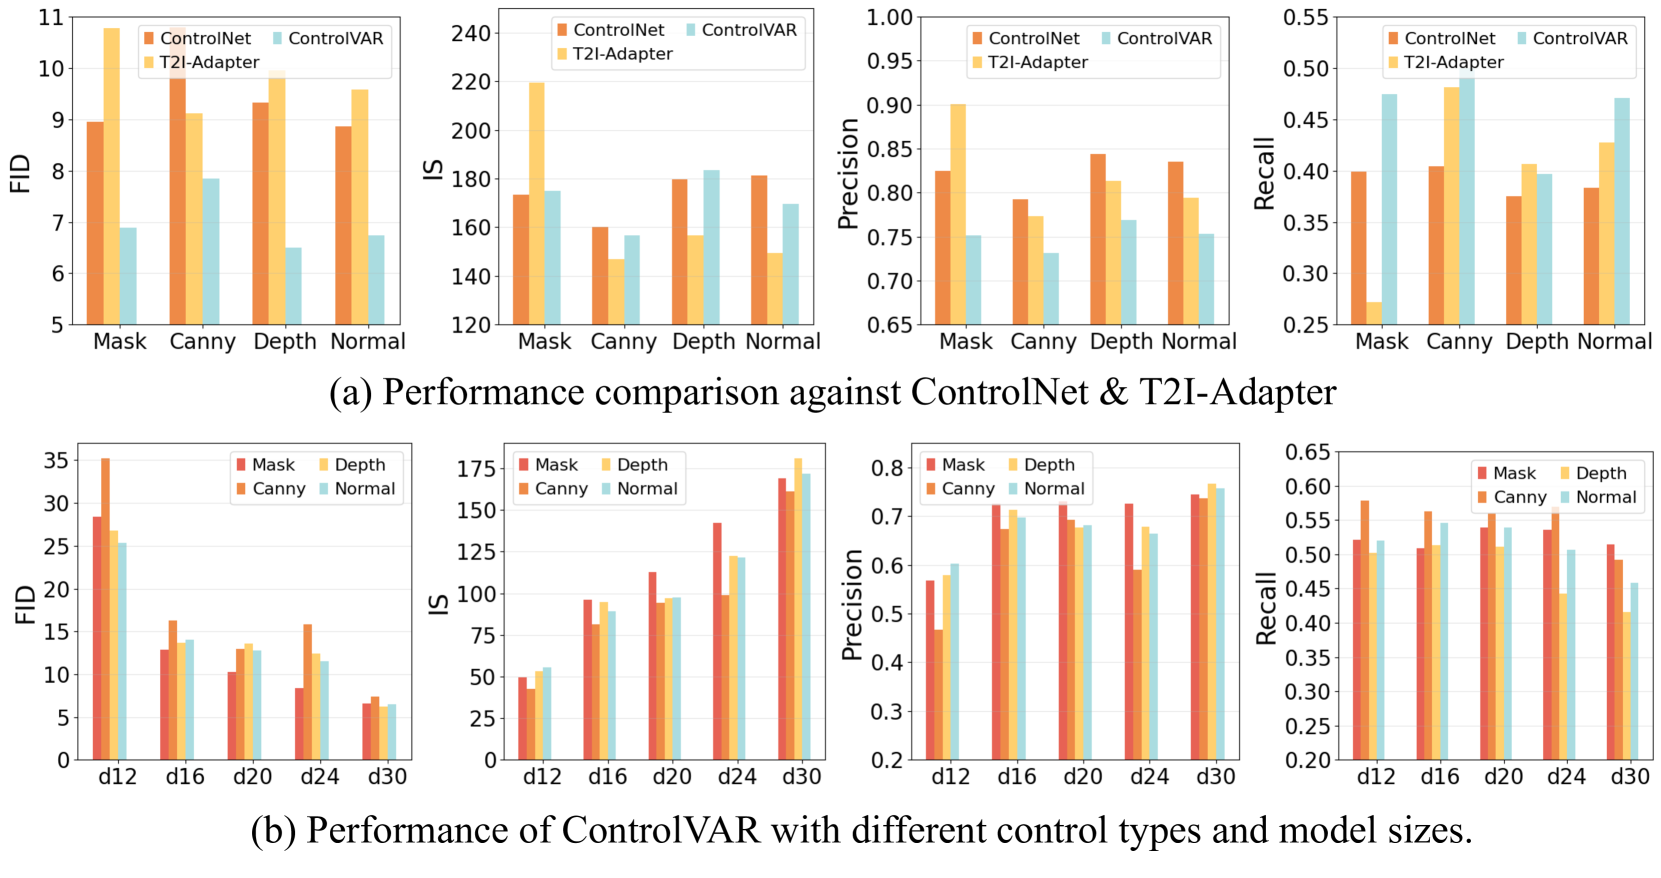 11
10
9
8
7
6
5
FID
ControlNet
ControlVAR
T2I-Adapter
Mask Canny Depth Normal
240
220
200
180
160
140
120
IS
ControlNet
ControlVAR
T2I-Adapter
Mask Canny Depth Normal
1.00
0.95
0.90
0.85
0.80
0.75
0.70
0.65
Precision
ControlNet
ControlVAR
T2I-Adapter
Mask Canny Depth Normal
0.55
0.50
0.45
0.40
0.35
0.30
0.25
Recall
ControlNet
ControlVAR
T2I-Adapter
Mask Canny Depth Normal
(a) Performance comparison against ControlNet & T2I-Adapter
35
30
25
20
15
10
5
0
FID
Mask Depth
Canny Normal
d12 d16 d20 d24 d30
175
150
125
100
75
50
25
0
IS
Mask Depth
Canny Normal
d12 d16 d20 d24 d30
0.8
0.7
0.6
0.5
0.4
0.3
0.2
Precision
Mask Depth
Canny Normal
d12 d16 d20 d24 d30
0.65
0.60
0.55
0.50
0.45
0.40
0.35
0.30
0.25
0.20
Recall
Mask Depth
Canny Normal
d12 d16 d20 d24 d30
(b) Performance of ControlVAR with different control types and model sizes.